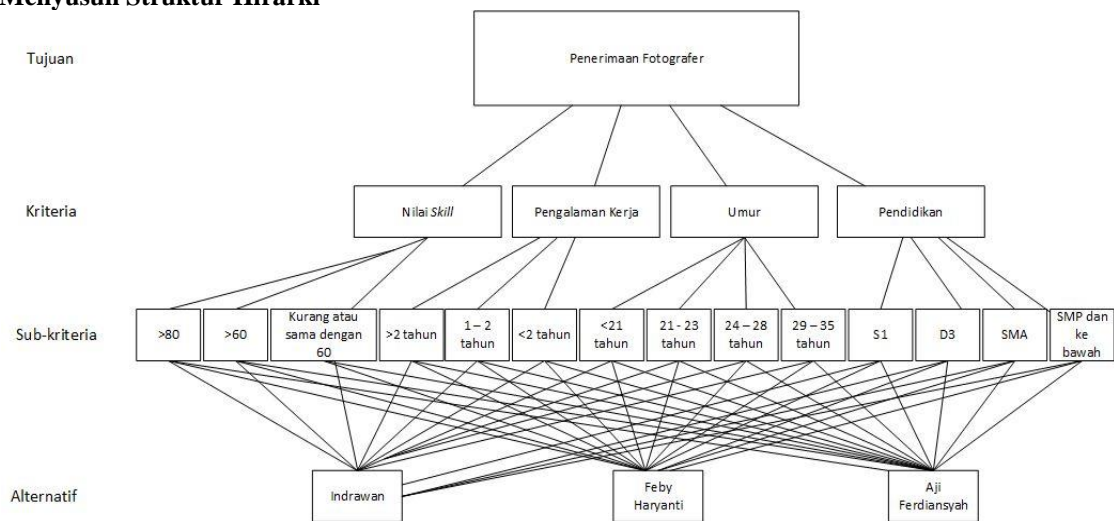 Menyusun Struktur Hirarki
Tujuan
Penerimaan Fotografer
Kriteria
Nilai Skill
Pengalaman Kerja
Umur
Pendidikan
Sub-kriteria
>80
>60
Kurang atau
sama dengan
60
>2 tahun
1 – 2
tahun
<2 tahun
<21
tahun
21 - 23
tahun
24 – 28
tahun
29 – 35
tahun
S1
D3
SMA
SMP dan
ke
bawah
Alternatif
Indrawan
Feby
Haryanti
Aji
Ferdiansyah